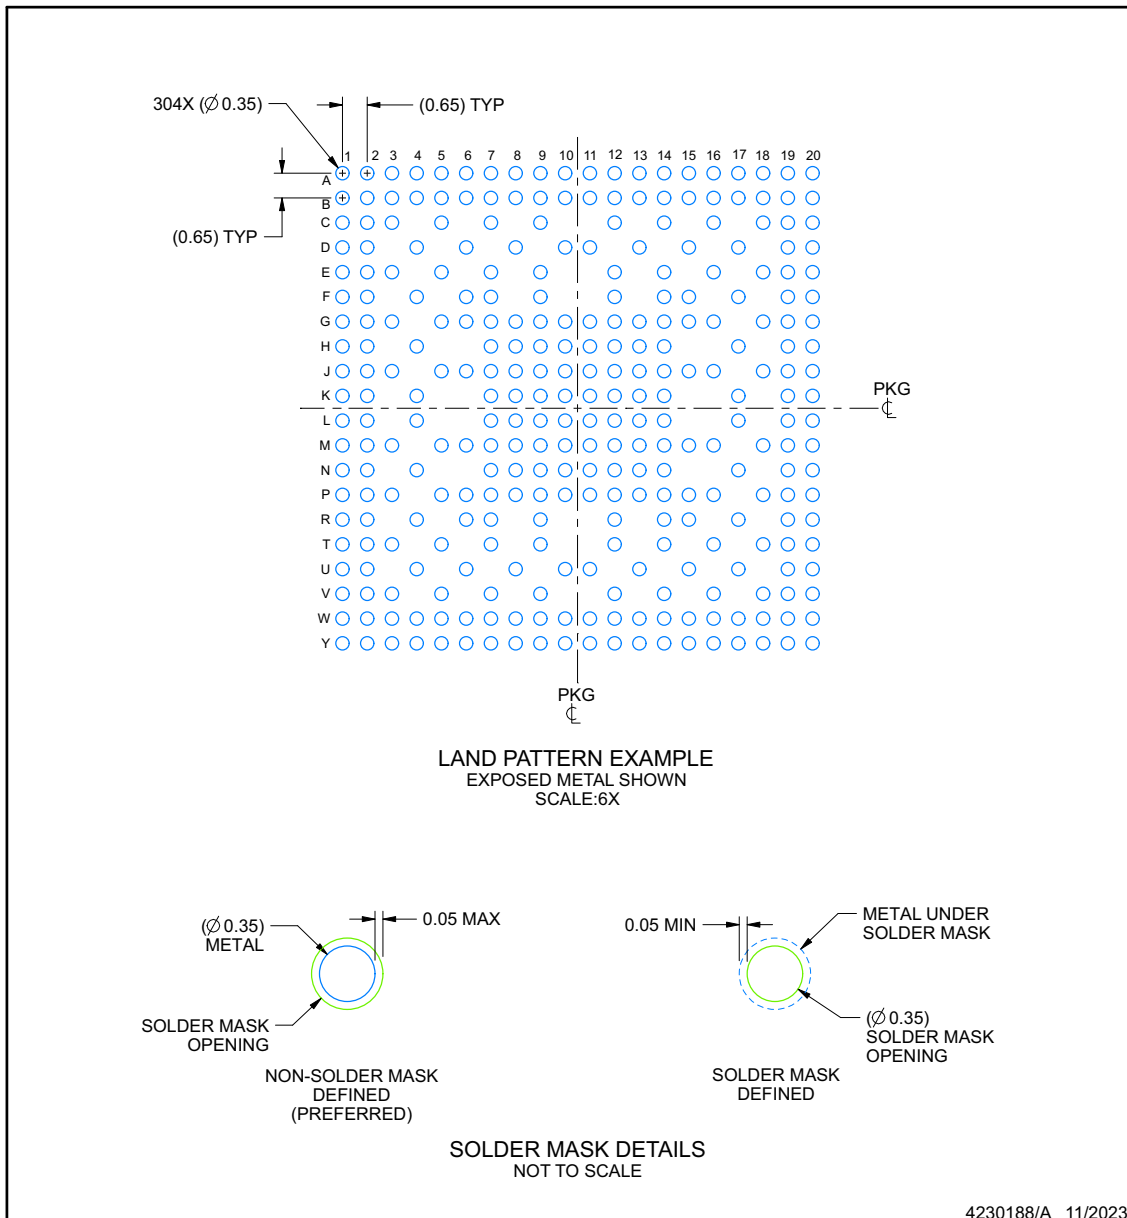 304X (∅ 0.35)
(0.65) TYP
1 2 3 4 5 6 7 8 9 10 11 12 13 14 15 16 17 18 19 20
A
B
(0.65) TYP
C
D
E
F
G
H
J
K
PKG
℄
L
M
N
P
R
T
U
V
W
Y
PKG
℄
LAND PATTERN EXAMPLE
EXPOSED METAL SHOWN
SCALE:6X
(∅ 0.35)
METAL
0.05 MAX
SOLDER MASK
OPENING
NON-SOLDER MASK
DEFINED
(PREFERRED)
0.05 MIN
METAL UNDER
SOLDER MASK
(∅ 0.35)
SOLDER MASK
OPENING
SOLDER MASK
DEFINED
SOLDER MASK DETAILS
NOT TO SCALE
4230188/A 11/2023